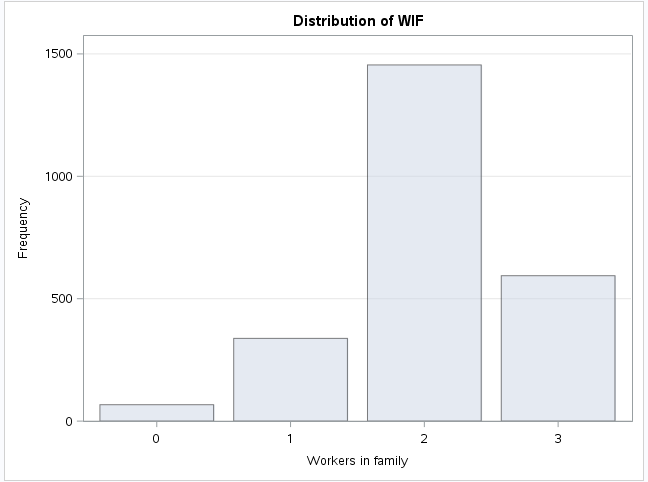 Distribution of WIF
1500
1000
500
0
Frequency
0 1 2 3
Workers in family